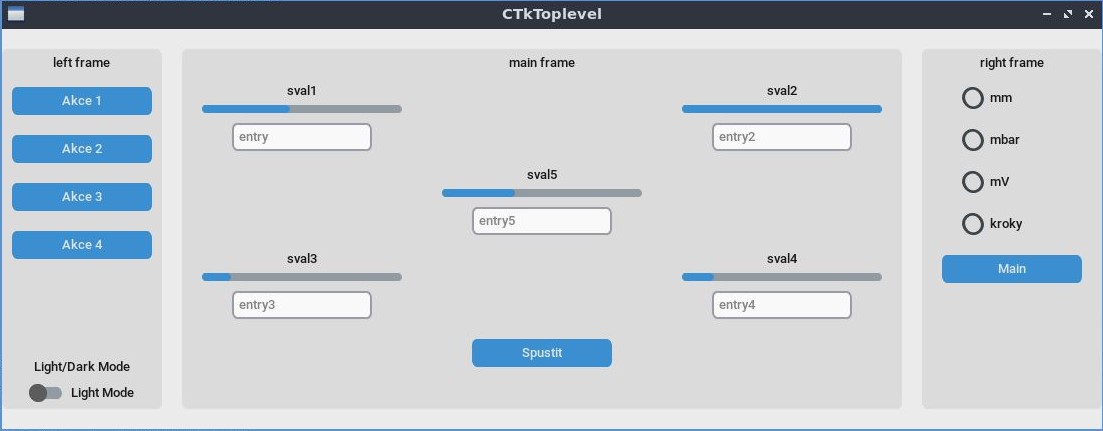 CTkToplevel
left frame
Akce 1
Akce 2
Akce 3
Akce 4
Light/Dark Mode
Light Mode
main frame
sval1
entry
sval2
entry2
sval5
entry5
sval3
entry3
sval4
entry4
Spustit
right frame
mm
mbar
mV
kroky
Main